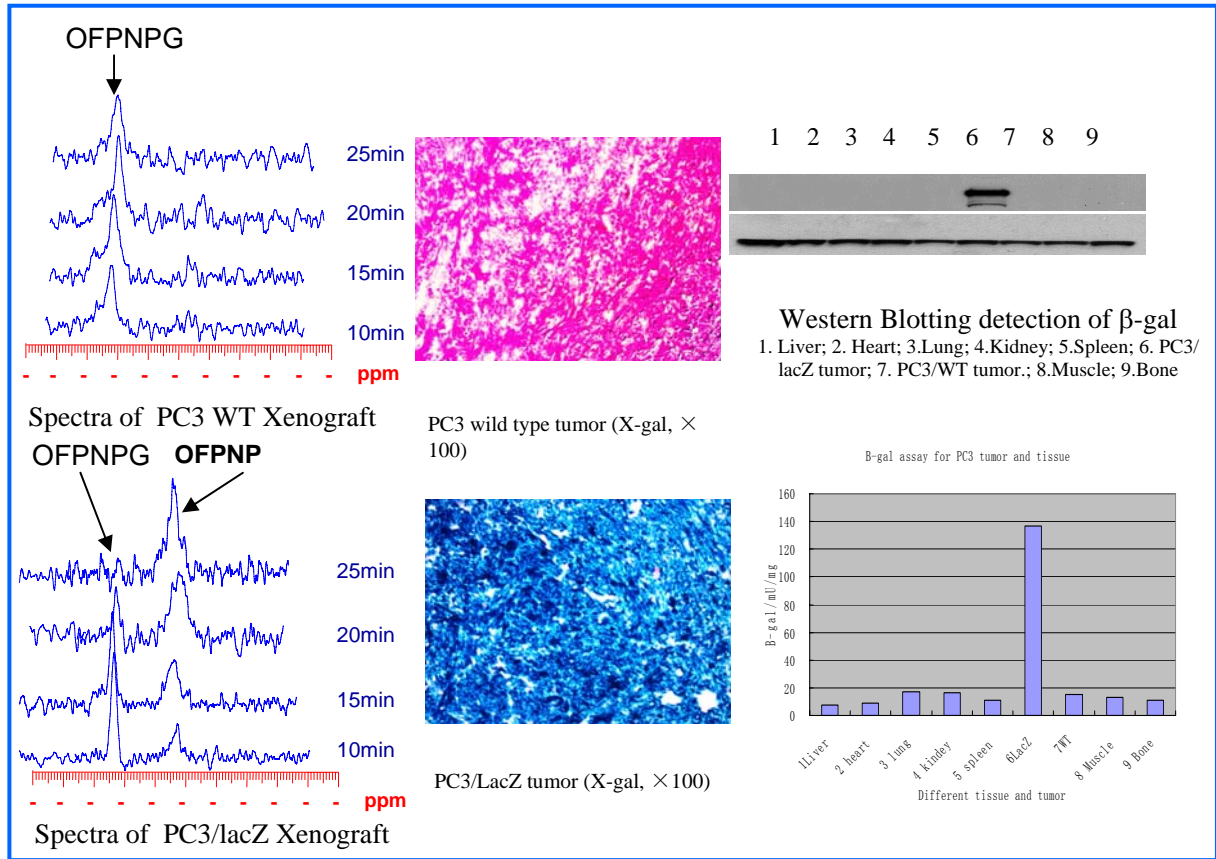 OFPNPG
25min
20min
15min
10min
- - - - - - - - - - ppm
Spectra of PC3 WT Xenograft
OFPNPG OFPNP
25min
20min
15min
10min
- - - - - - - - - - - ppm
Spectra of PC3/lacZ Xenograft
PC3 wild type tumor (X-gal, ×
100)
PC3/LacZ tumor (X-gal, ×100)
1 2 3 4 5 6 7 8 9
Western Blotting detection of β-gal
1. Liver; 2. Heart; 3.Lung; 4.Kidney; 5.Spleen; 6. PC3/
lacZ tumor; 7. PC3/WT tumor.; 8.Muscle; 9.Bone
B-gal assay for PC3 tumor and tissue
B-gal/mU/mg
160
140
120
100
80
60
40
20
0
1Liver
2 heart
3 lung
4 kindey
5 spleen
6LacZ
7WT
8 Muscle
9 Bone
Different tissue and tumor